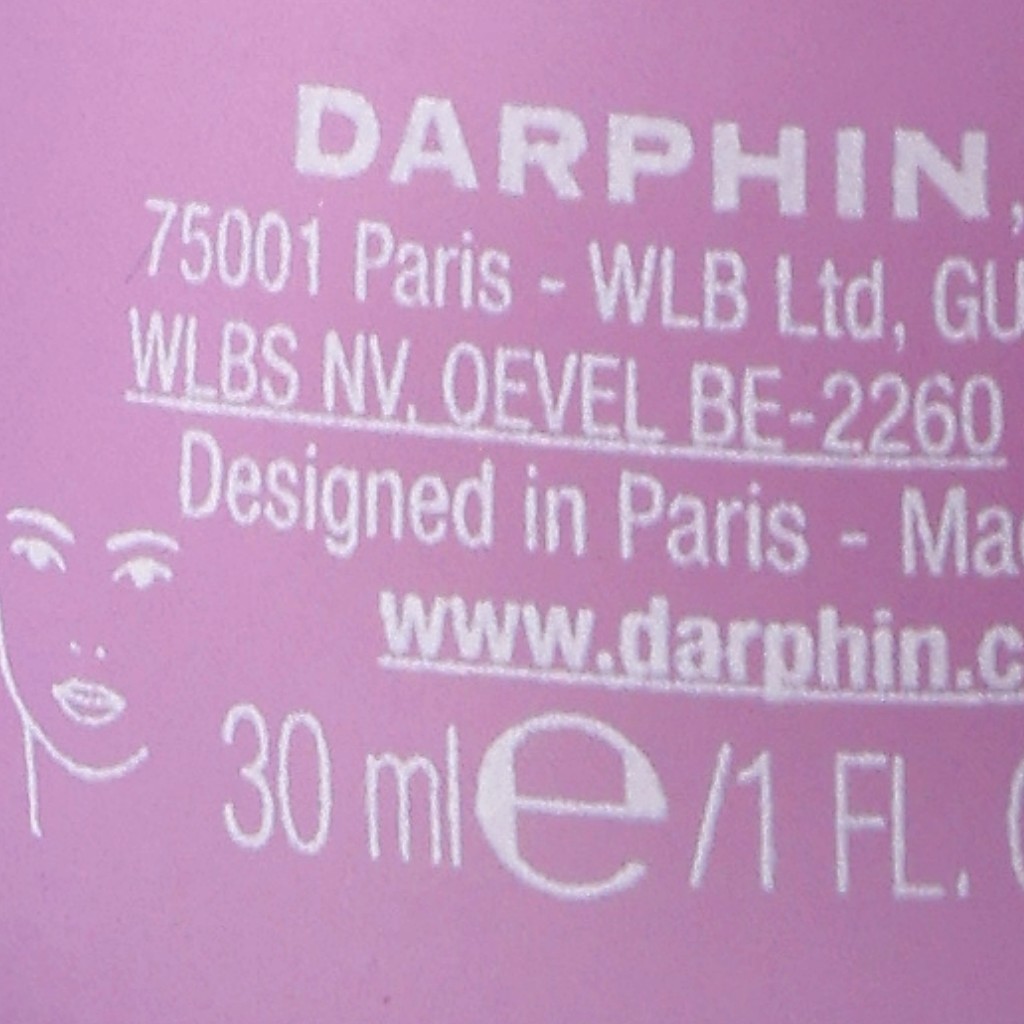 DARPHIN,
75001 Paris - WLB Ltd, GU
WLBS NV. OEVEL BE-2260
Designed in Paris - Mad
www.darphin.c
30 ml e /1 FL.